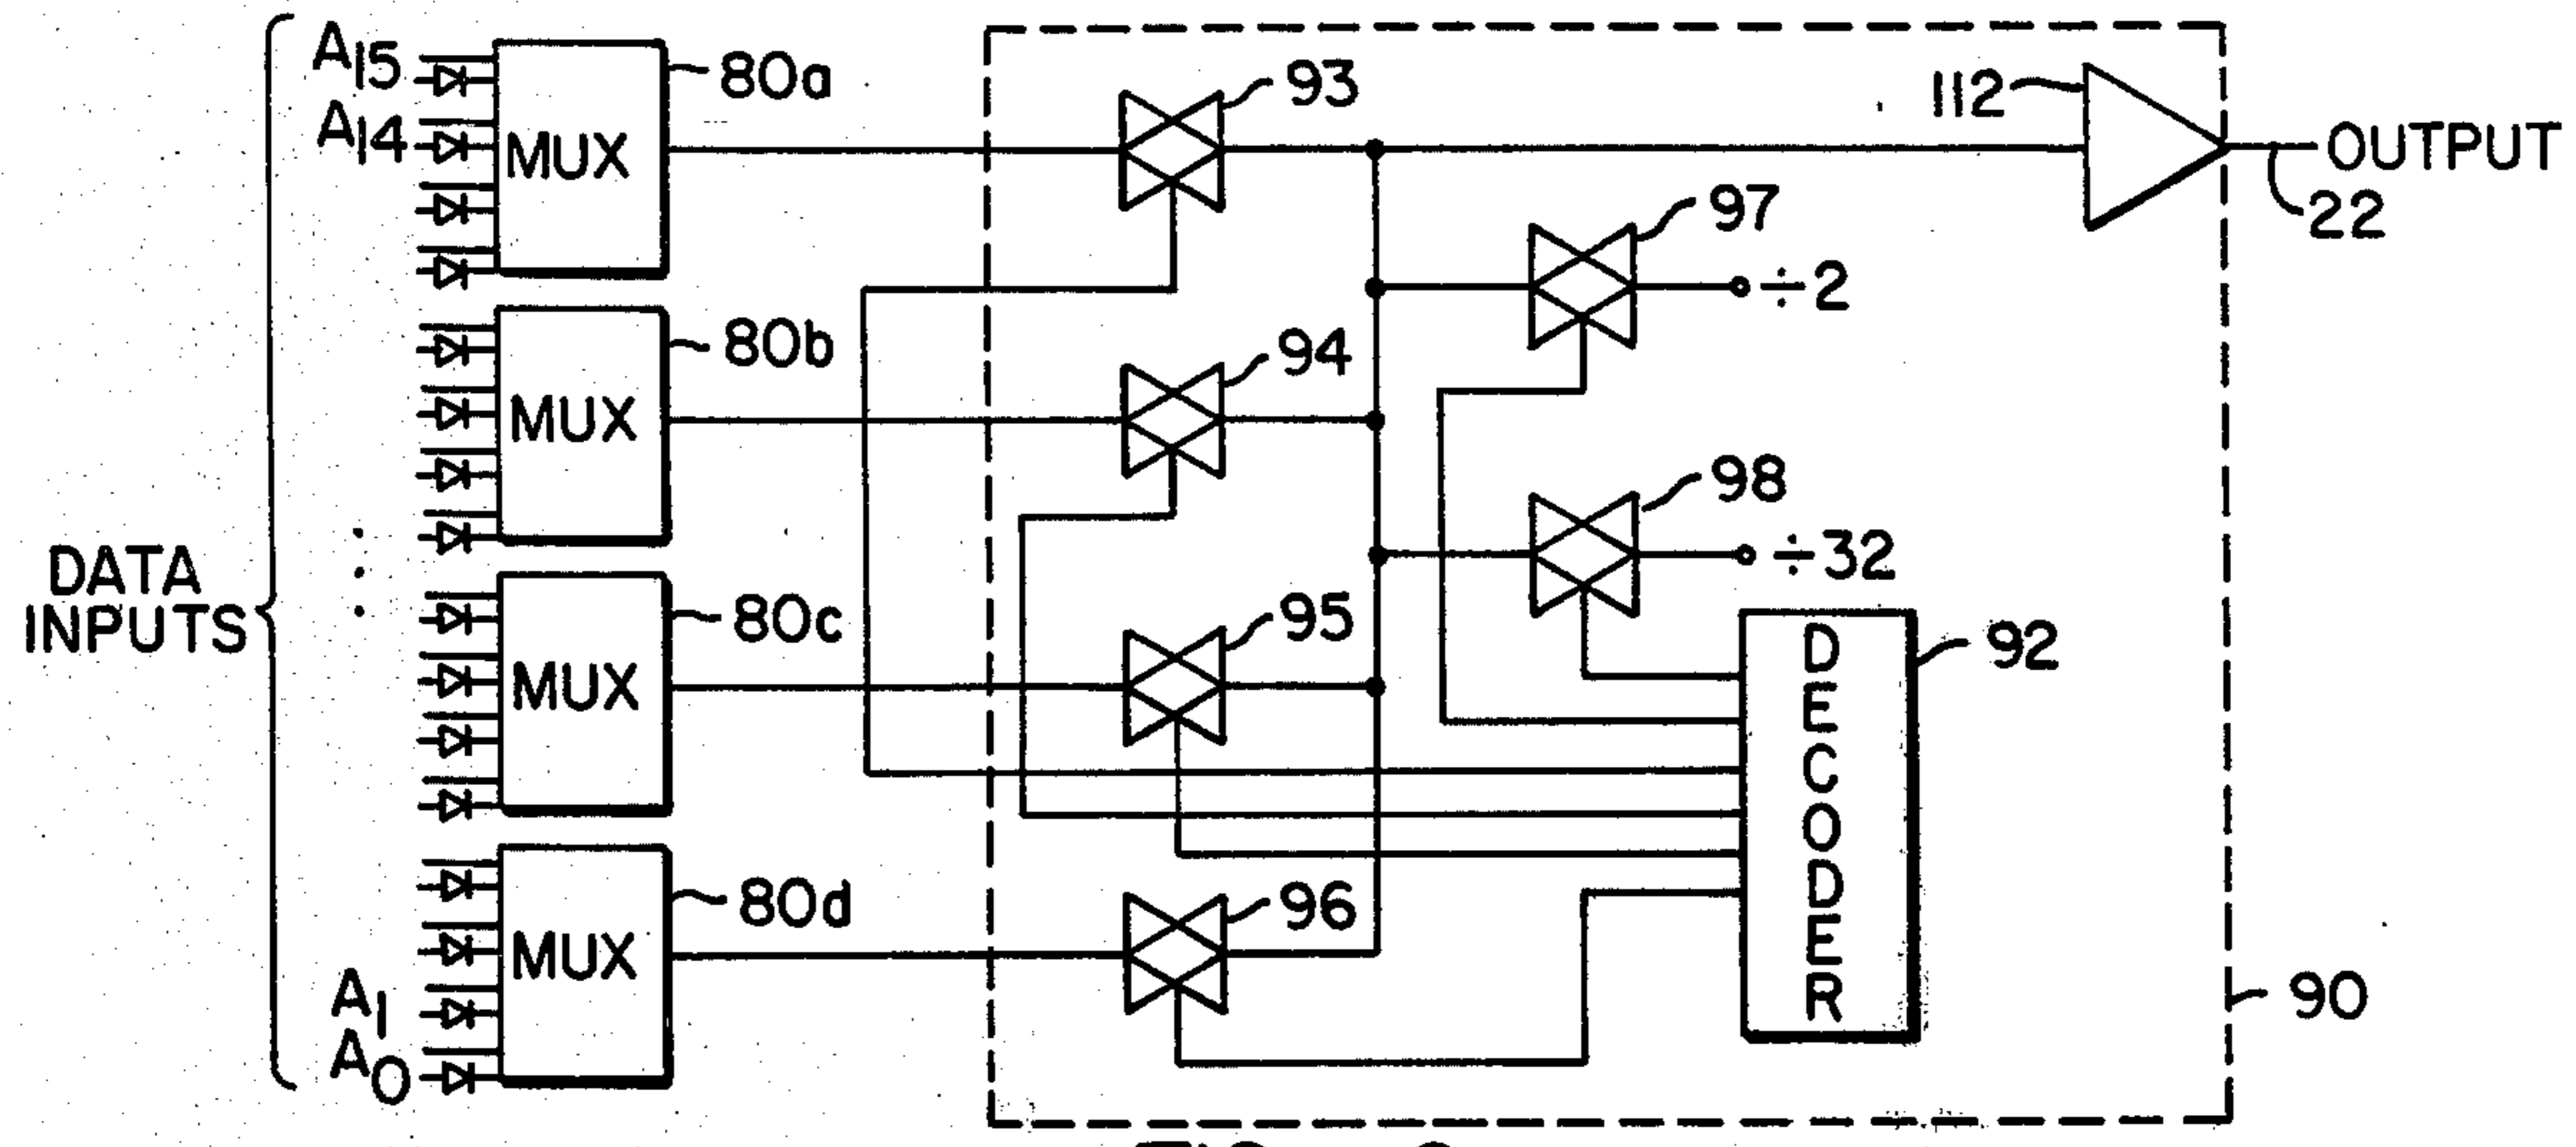 A15
A14
MUX
80a
93
112
OUTPUT
22
97
÷2
MUX
80b
94
98
÷32
DATA
INPUTS
MUX
80c
95
DECODER
92
MUX
80d
96
A1
A0
90